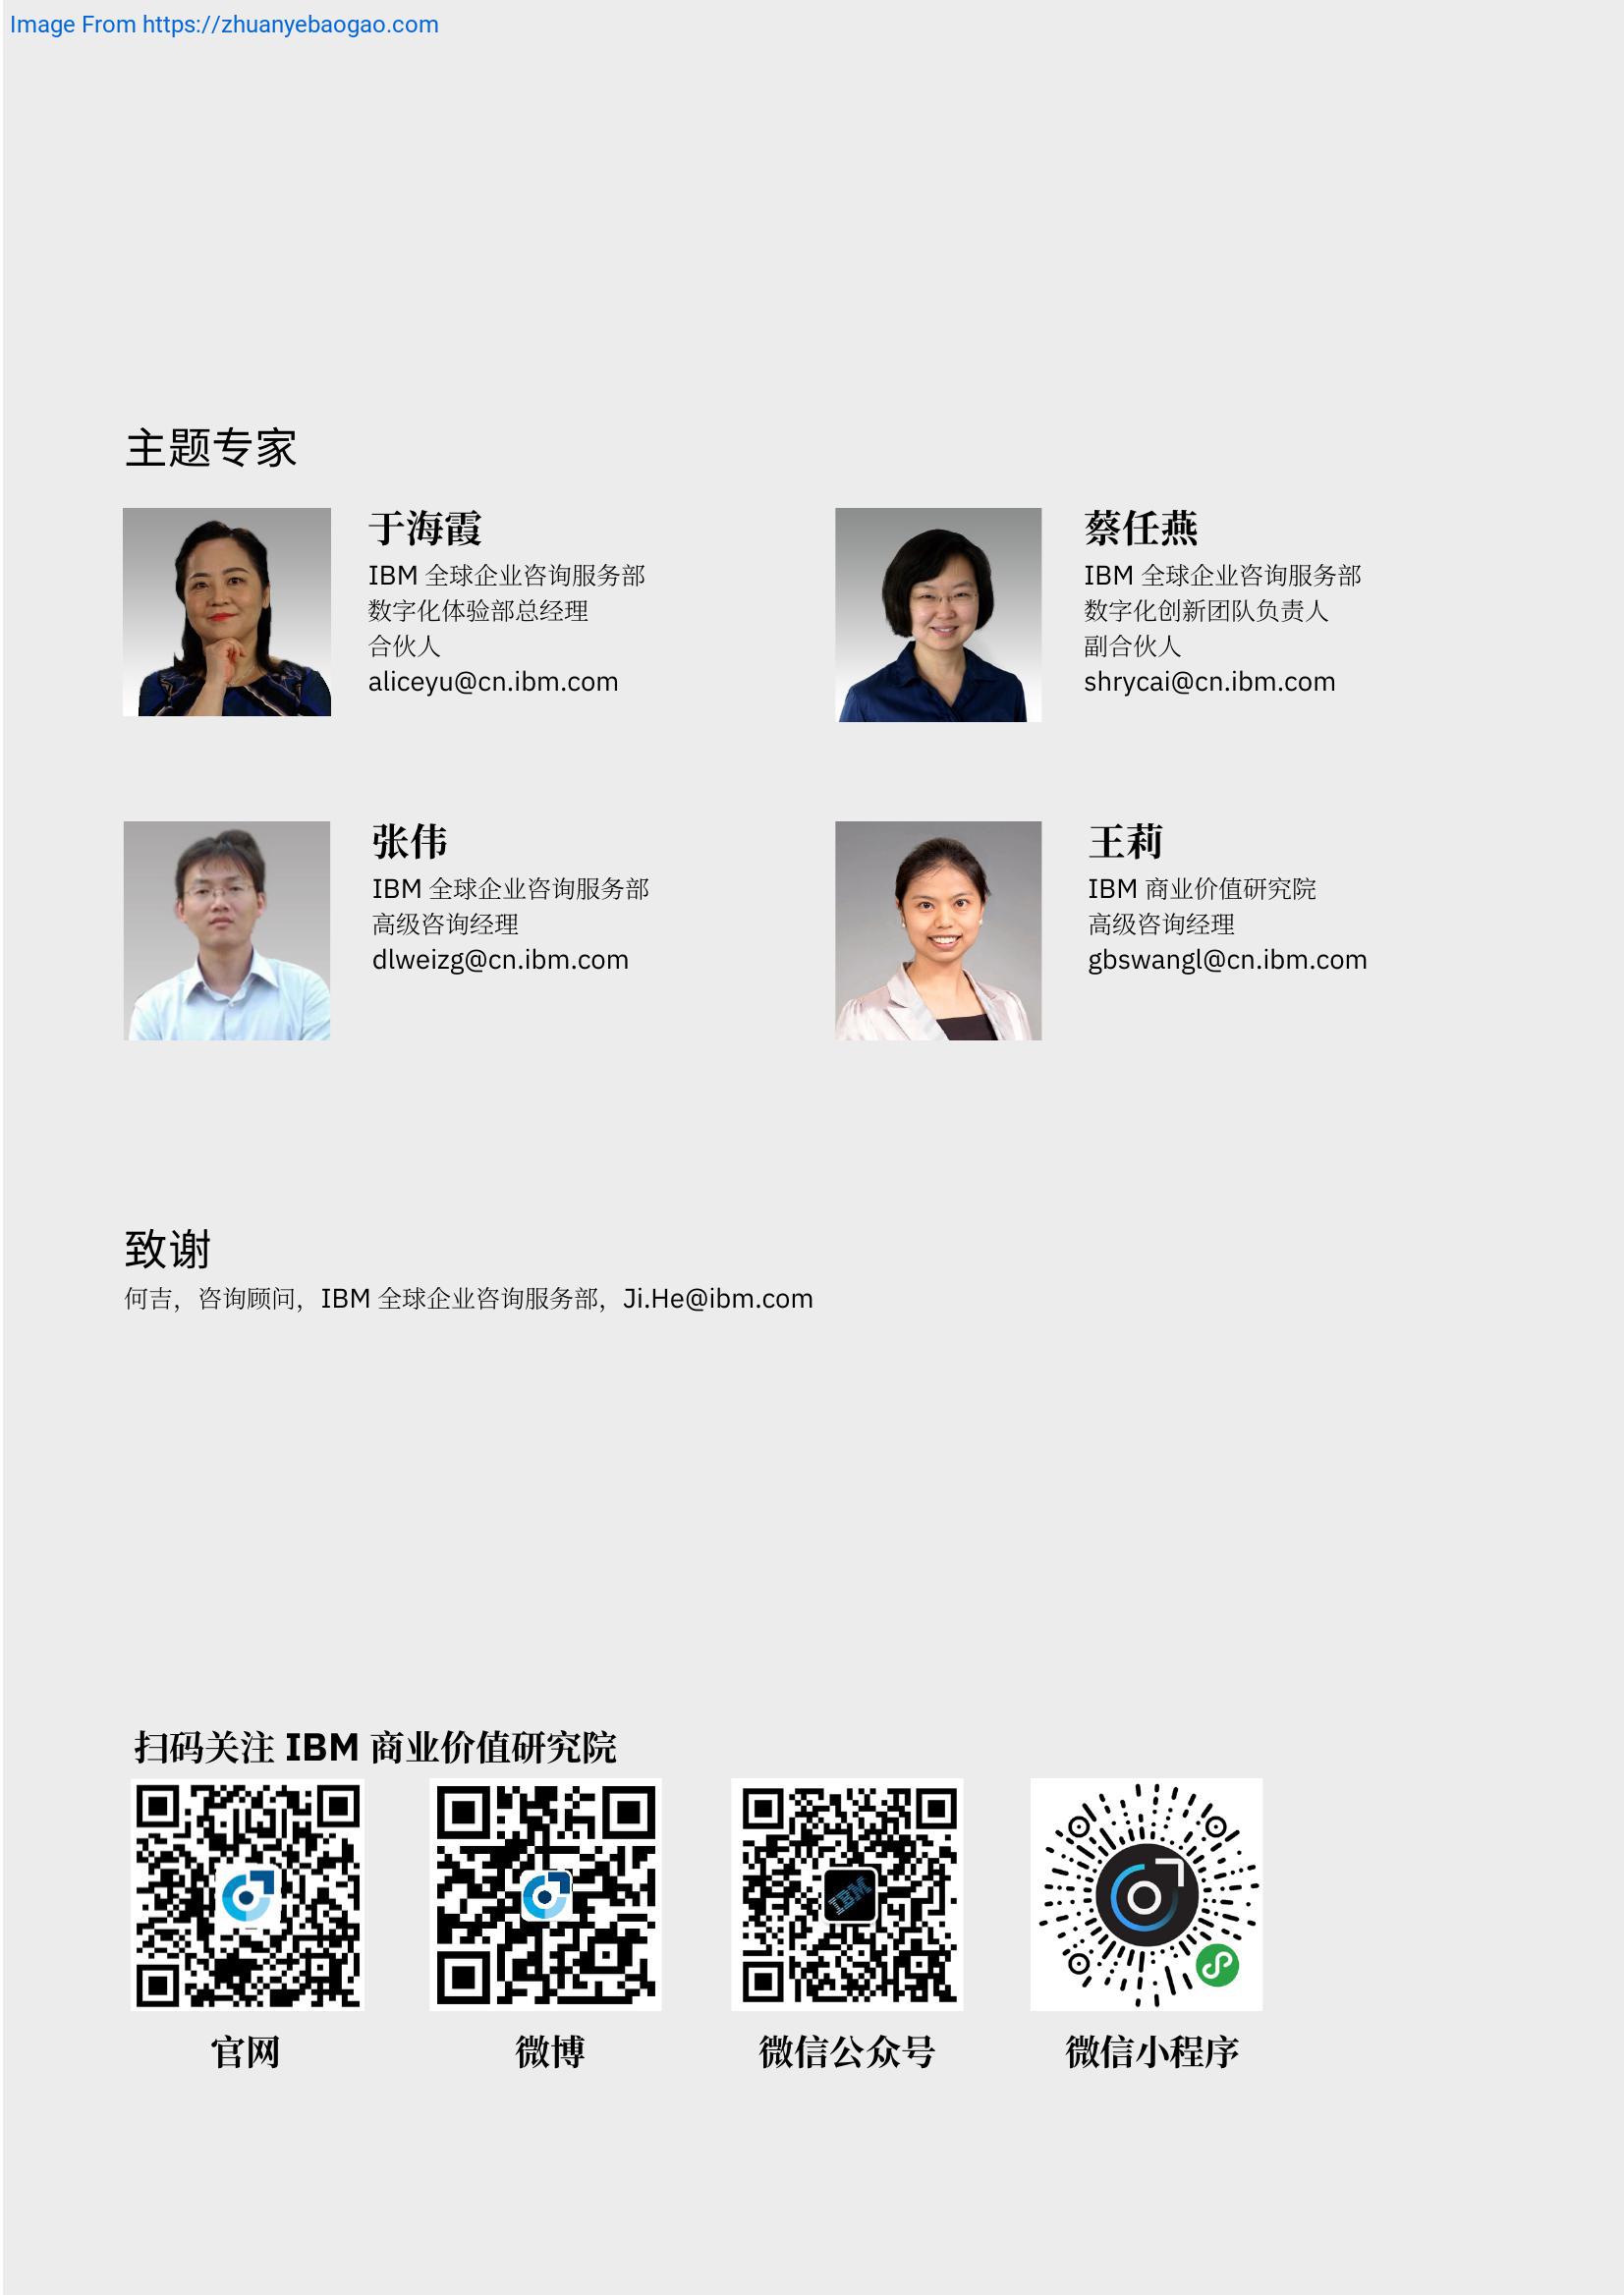 Image From https://zhuanyebaogao.com
主题专家
于海霞
IBM 全球企业咨询服务部
数字化体验部总经理
合伙人
aliceyu@cn.ibm.com
蔡任燕
IBM 全球企业咨询服务部
数字化创新团队负责人
副合伙人
shrycai@cn.ibm.com
张伟
IBM 全球企业咨询服务部
高级咨询经理
dlweizg@cn.ibm.com
王莉
IBM 商业价值研究院
高级咨询经理
gbswangl@cn.ibm.com
致谢
何吉，咨询顾问，IBM 全球企业咨询服务部，Ji.He@ibm.com
扫码关注 IBM 商业价值研究院
IBM
官网
微博
微信公众号
微信小程序